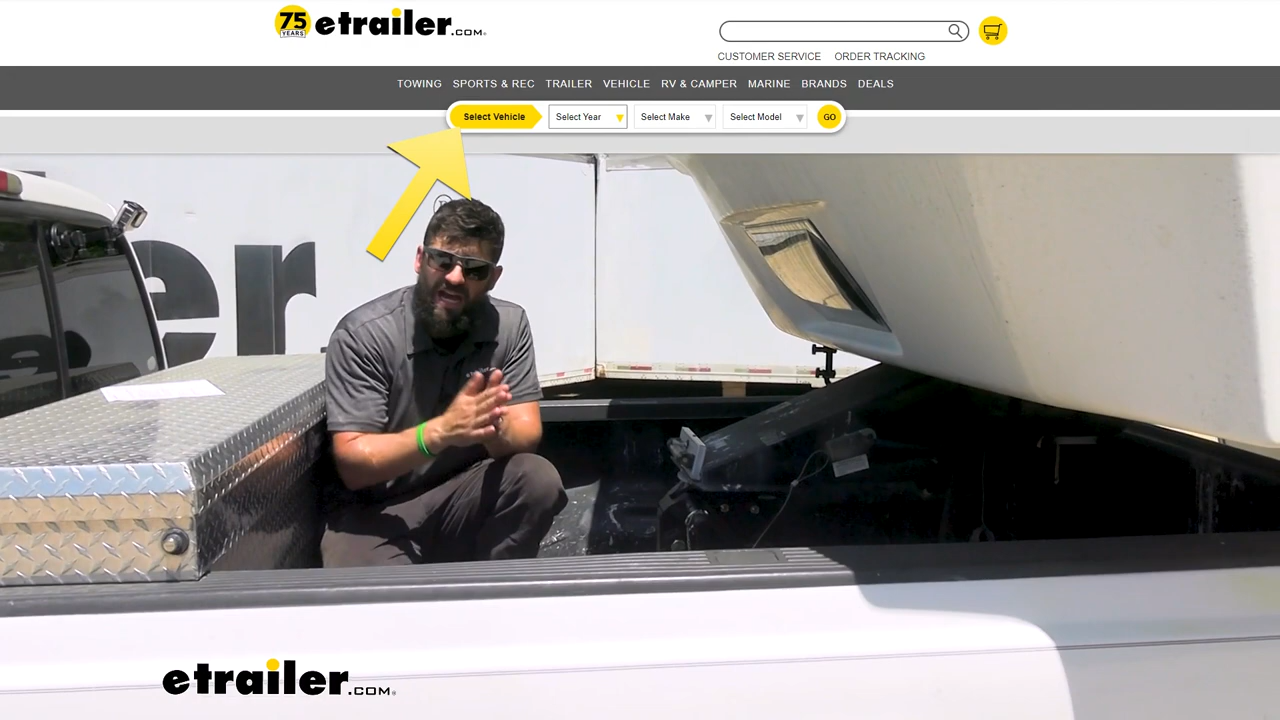 75 YEARS etrailer.com
CUSTOMER SERVICE ORDER TRACKING
TOWING SPORTS & REC TRAILER VEHICLE RV & CAMPER MARINE BRANDS DEALS
Select Vehicle Select Year Select Make Select Model GO
®
er.
etrailer.com